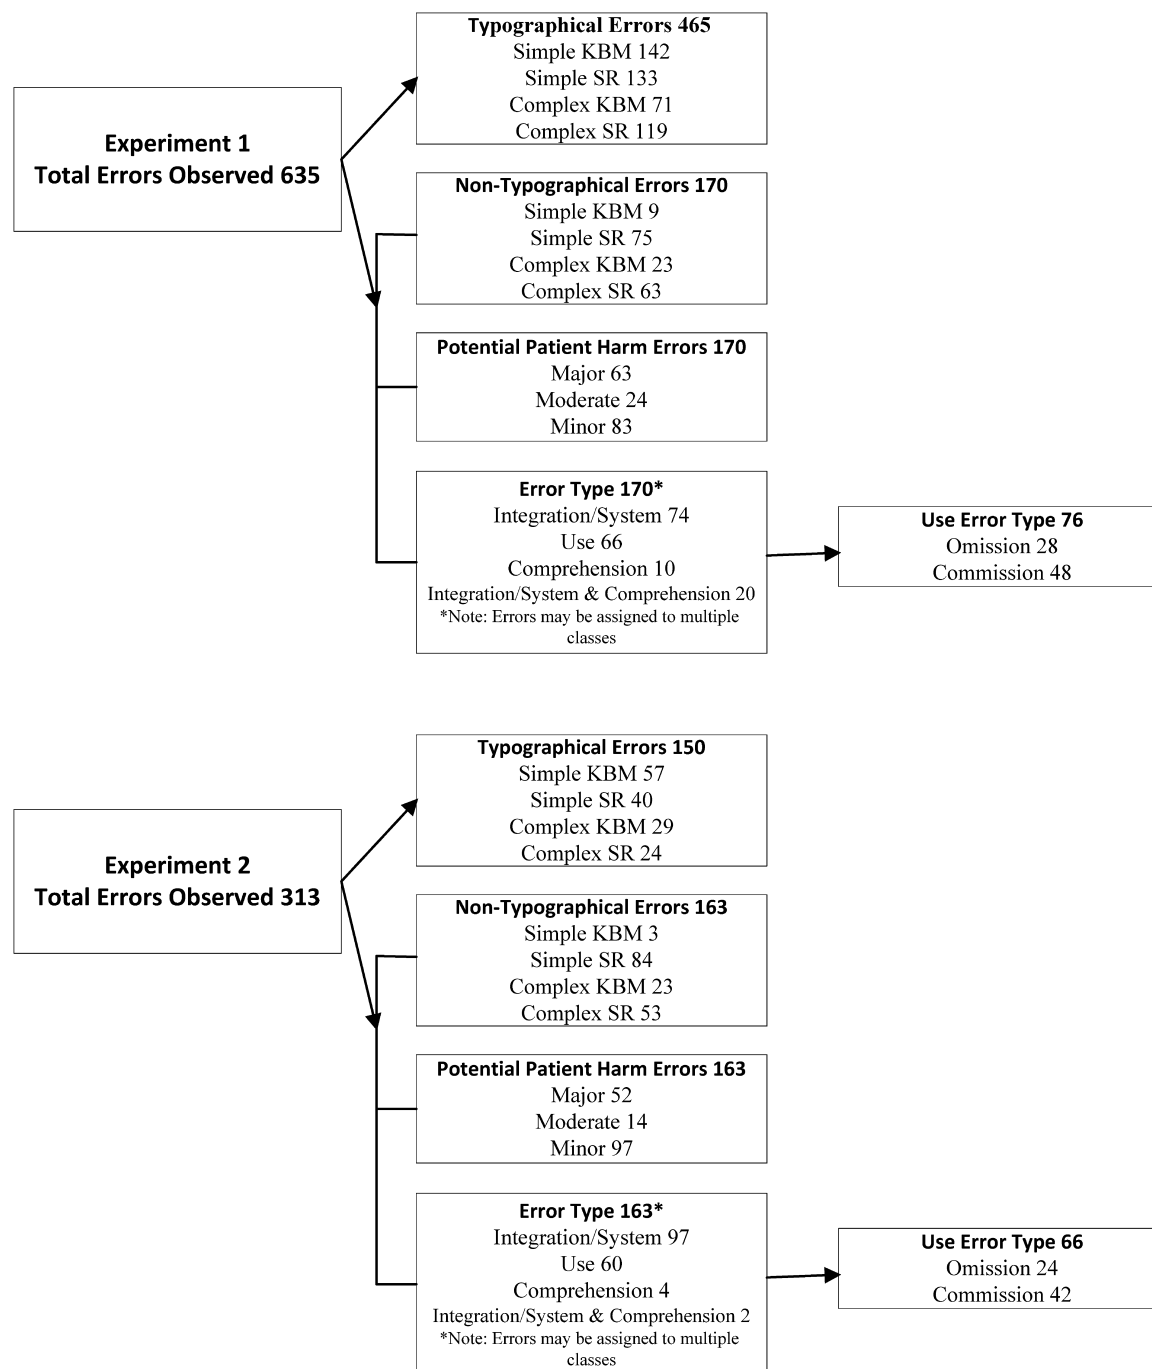 Experiment 1
Total Errors Observed 635
Typographical Errors 465
Simple KBM 142
Simple SR 133
Complex KBM 71
Complex SR 119
Non-Typographical Errors 170
Simple KBM 9
Simple SR 75
Complex KBM 23
Complex SR 63
Potential Patient Harm Errors 170
Major 63
Moderate 24
Minor 83
Error Type 170*
Integration/System 74
Use 66
Comprehension 10
Integration/System & Comprehension 20
*Note: Errors may be assigned to multiple
classes
Use Error Type 76
Omission 28
Commission 48
Experiment 2
Total Errors Observed 313
Typographical Errors 150
Simple KBM 57
Simple SR 40
Complex KBM 29
Complex SR 24
Non-Typographical Errors 163
Simple KBM 3
Simple SR 84
Complex KBM 23
Complex SR 53
Potential Patient Harm Errors 163
Major 52
Moderate 14
Minor 97
Error Type 163*
Integration/System 97
Use 60
Comprehension 4
Integration/System & Comprehension 2
*Note: Errors may be assigned to multiple
classes
Use Error Type 66
Omission 24
Commission 42